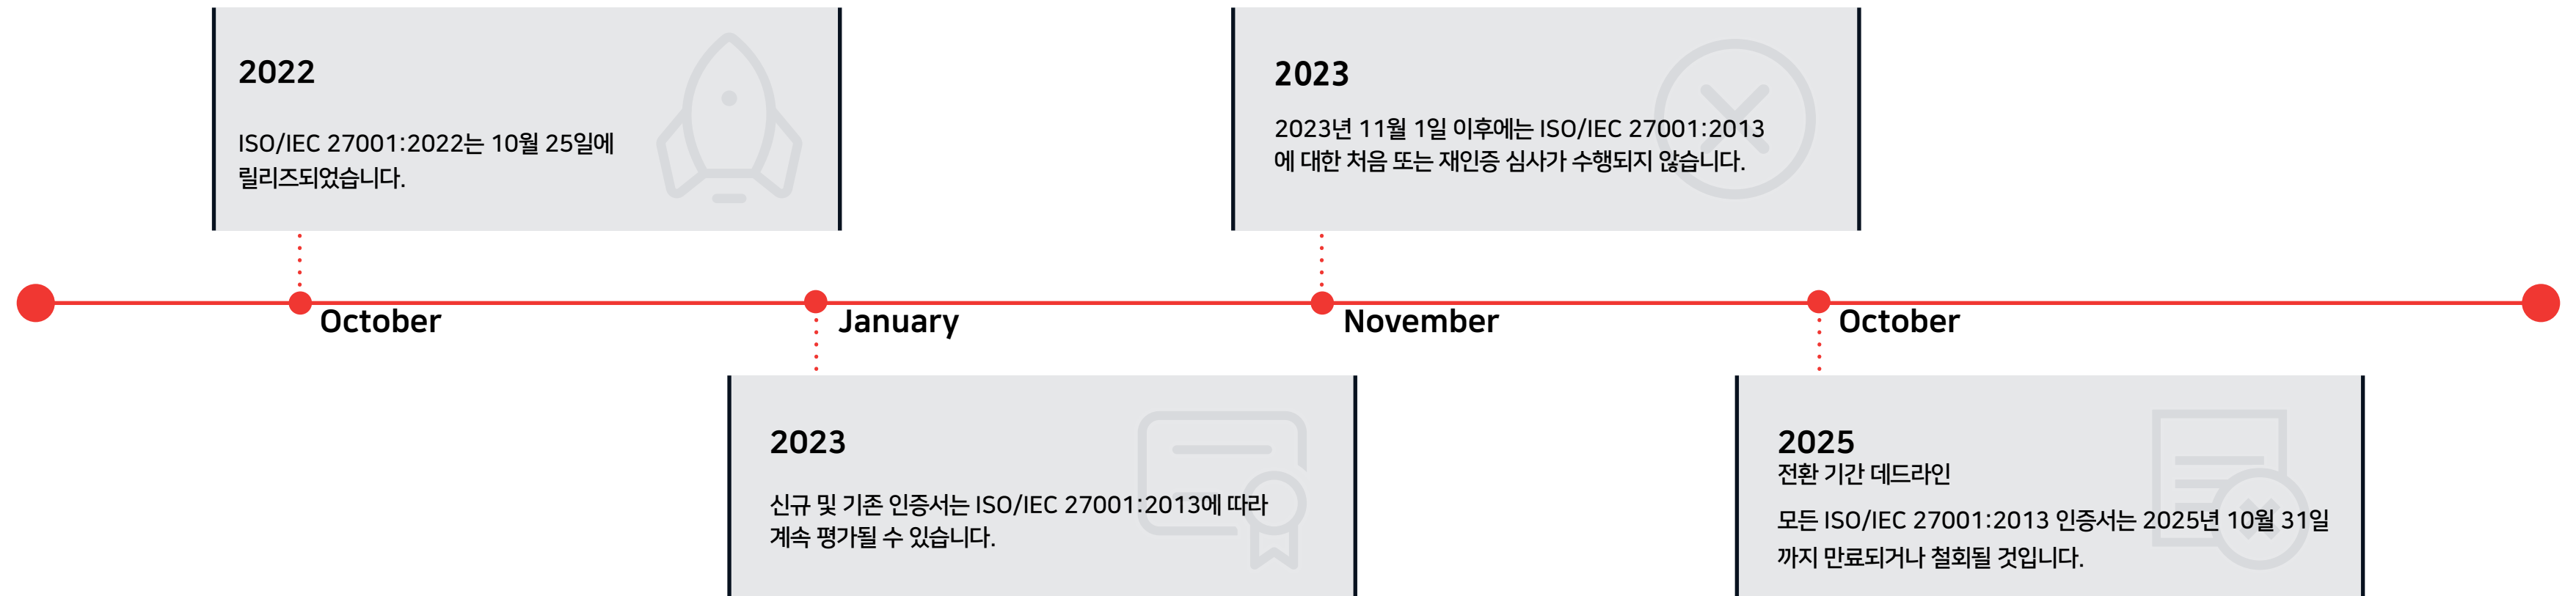 2022
ISO/IEC 27001:2022는 10월 25일에
릴리즈되었습니다.
2023
2023년 11월 1일 이후에는 ISO/IEC 27001:2013
에 대한 처음 또는 재인증 심사가 수행되지 않습니다.
October
January
November
October
2023
신규 및 기존 인증서는 ISO/IEC 27001:2013에 따라
계속 평가될 수 있습니다.
2025
전환 기간 데드라인
모든 ISO/IEC 27001:2013 인증서는 2025년 10월 31일
까지 만료되거나 철회될 것입니다.